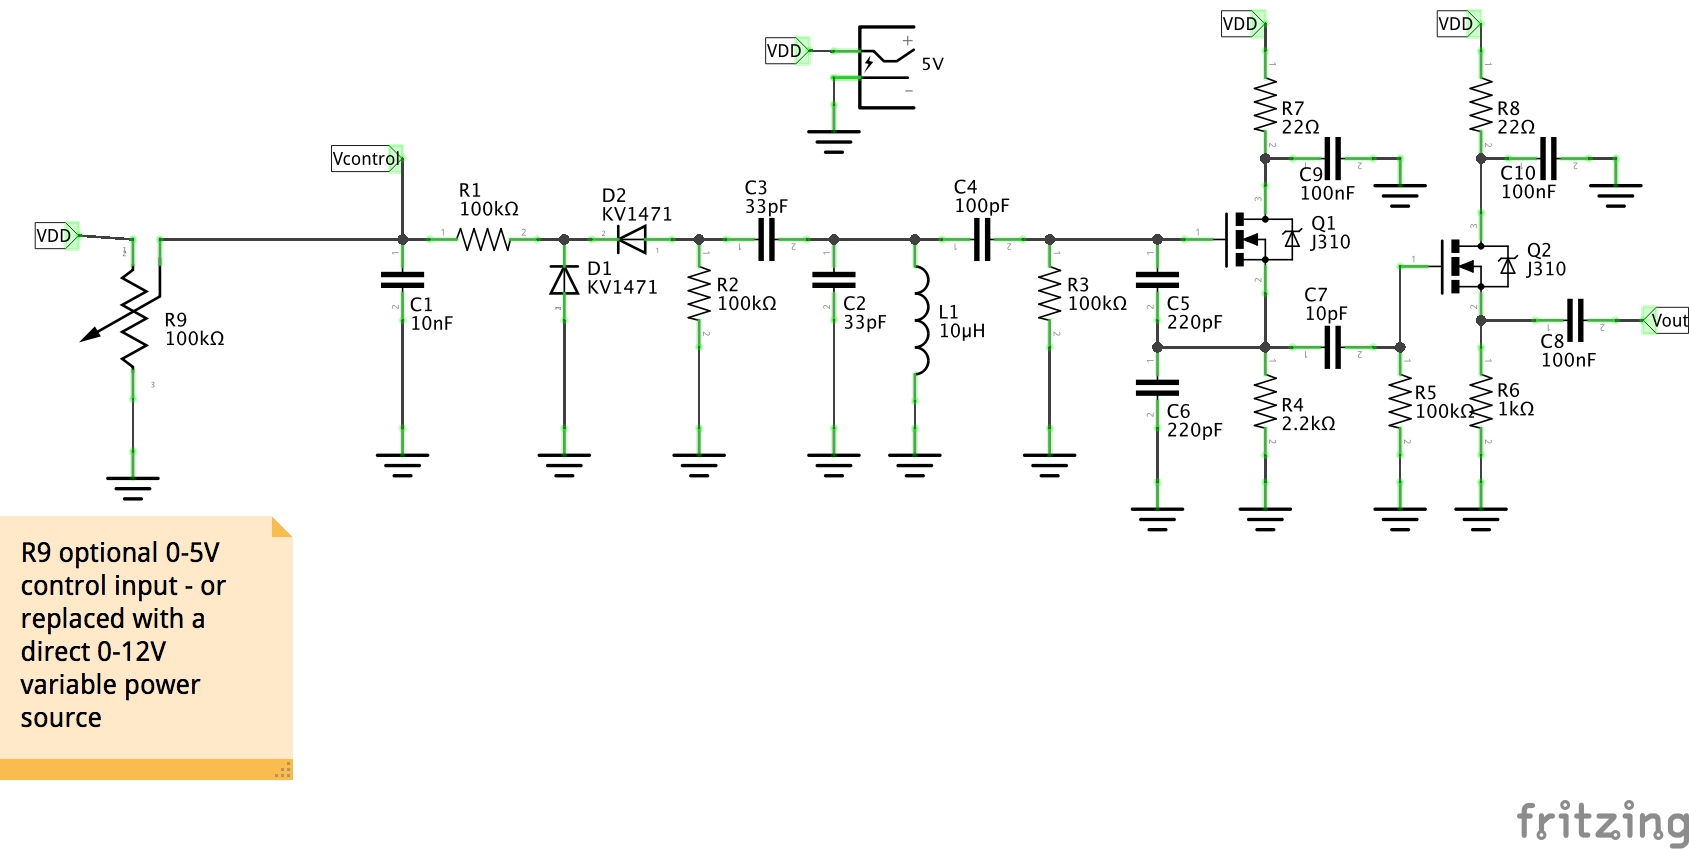 VDD
R9
100kΩ
Vcontrol
C1
10nF
R1
100kΩ
D1
KV1471
D2
KV1471
R2
100kΩ
C3
33pF
VDD
5V
C2
33pF
L1
10µH
C4
100pF
R3
100kΩ
C5
220pF
C6
220pF
VDD
R7
22Ω
C9
100nF
Q1
J310
C7
10pF
R4
2.2kΩ
R5
100kΩ
VDD
R8
22Ω
C10
100nF
Q2
J310
C8
100nF
Vout
R6
1kΩ
R9 optional 0-5V
control input - or
replaced with a
direct 0-12V
variable power
source
fritzing